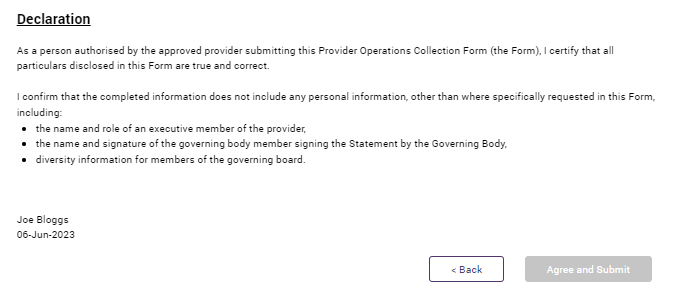 Declaration
As a person authorised by the approved provider submitting this Provider Operations Collection Form (the Form), I certify that all
particulars disclosed in this Form are true and correct.
I confirm that the completed information does not include any personal information, other than where specifically requested in this Form,
including:
• the name and role of an executive member of the provider,
• the name and signature of the governing body member signing the Statement by the Governing Body,
• diversity information for members of the governing board.
Joe Bloggs
06-Jun-2023
< Back Agree and Submit